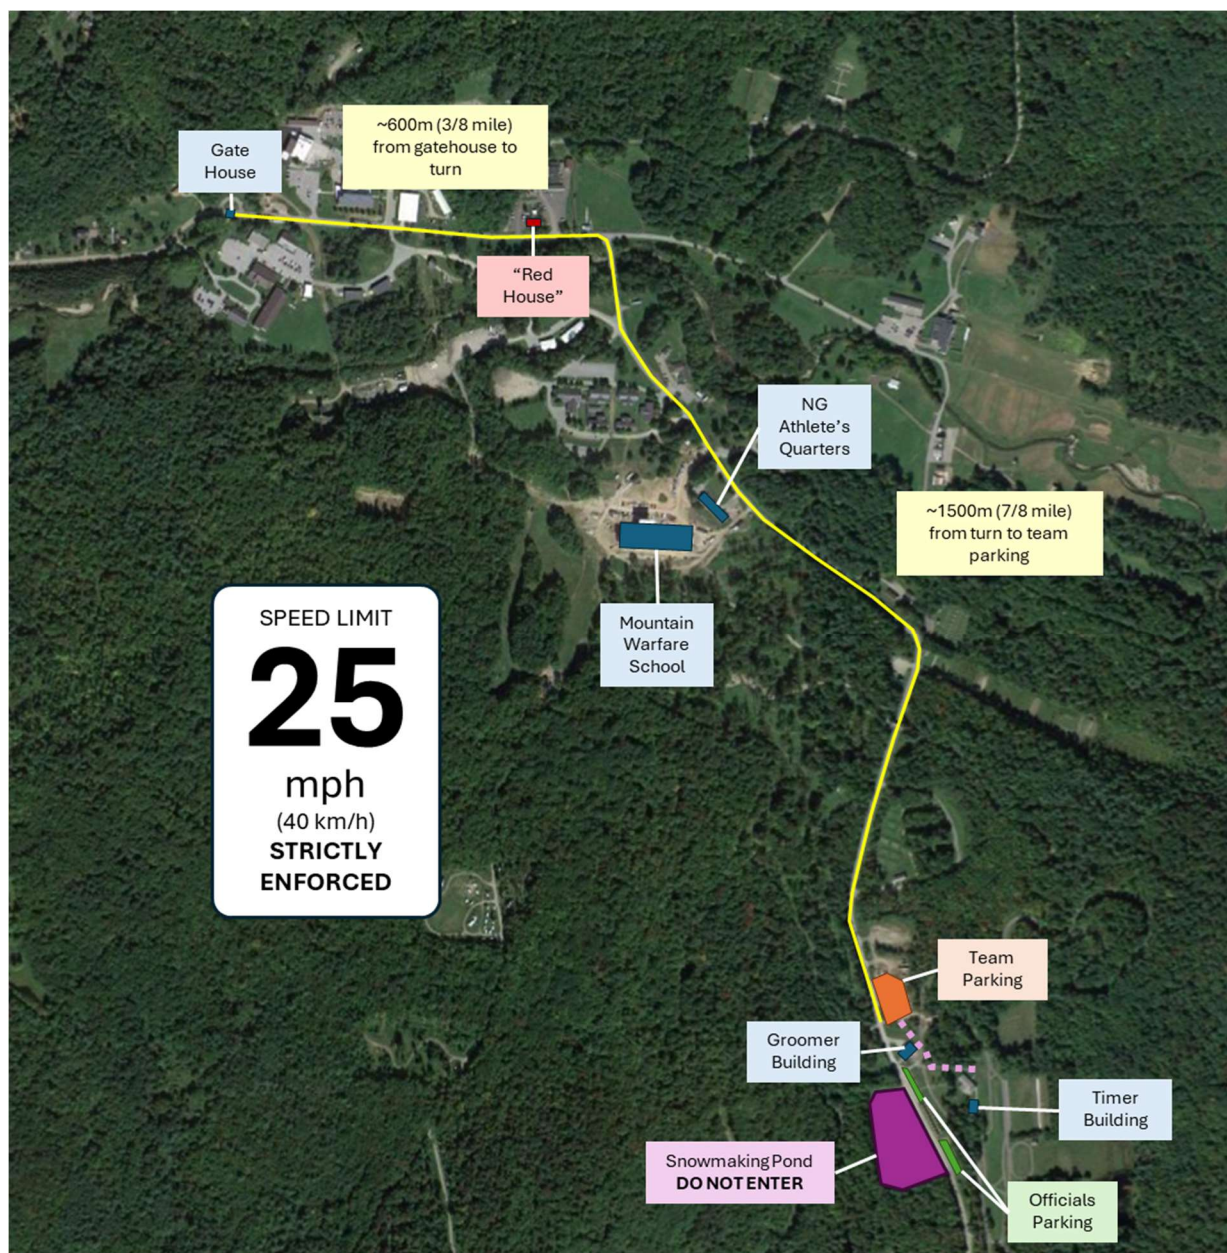 ~600m (3/8 mile)
from gatehouse to
turn
Gate
House
“Red
House”
NG
Athlete’s
Quarters
~1500m (7/8 mile)
from turn to team
parking
Mountain
Warfare
School
SPEED LIMIT
25
mph
(40 km/h)
STRICTLY
ENFORCED
Team
Parking
Groomer
Building
Timer
Building
Snowmaking Pond
DO NOT ENTER
Officials
Parking